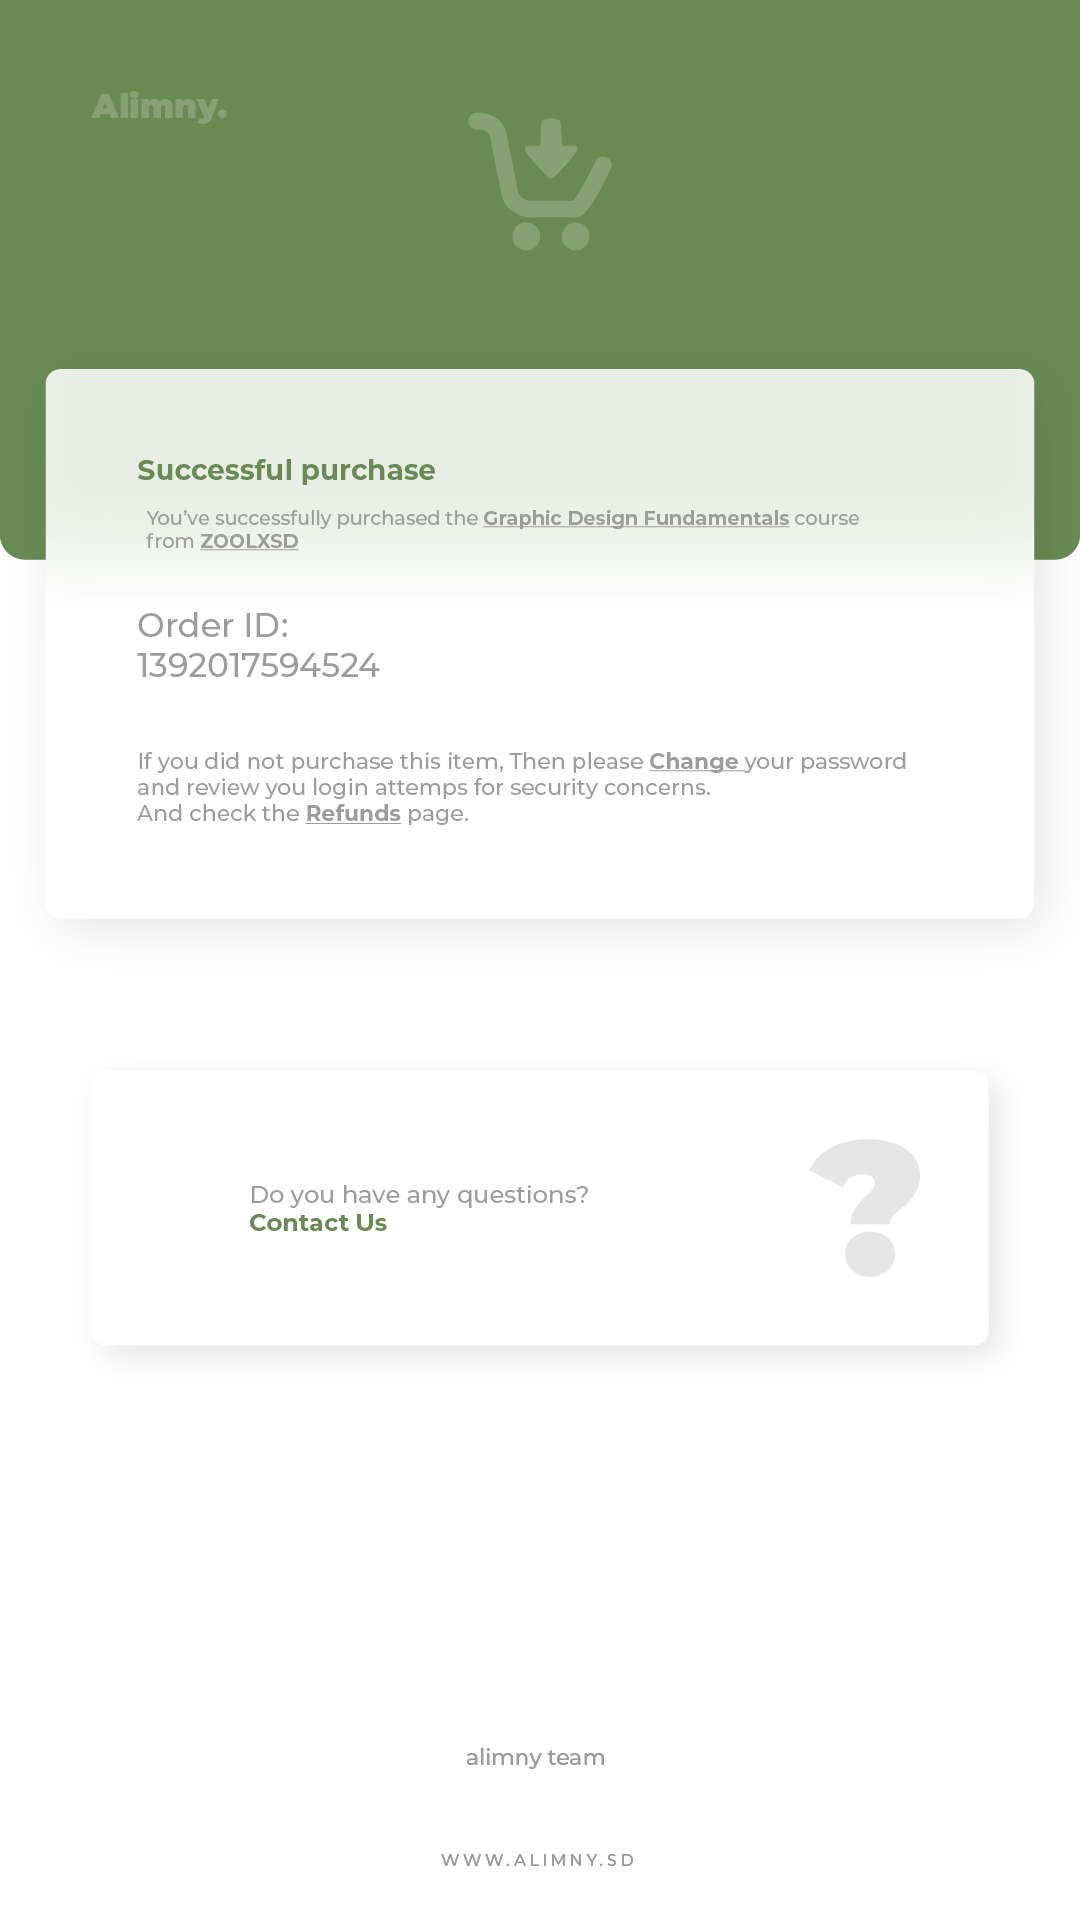 Alimny.
Successful purchase
You’ve successfully purchased the Graphic Design Fundamentals course
from ZOOLXSD
Order ID:
1392017594524
If you did not purchase this item, Then please Change your password
and review you login attemps for security concerns.
And check the Refunds page.
Do you have any questions?
Contact Us
?
alimny team
WWW.ALIMNY.SD